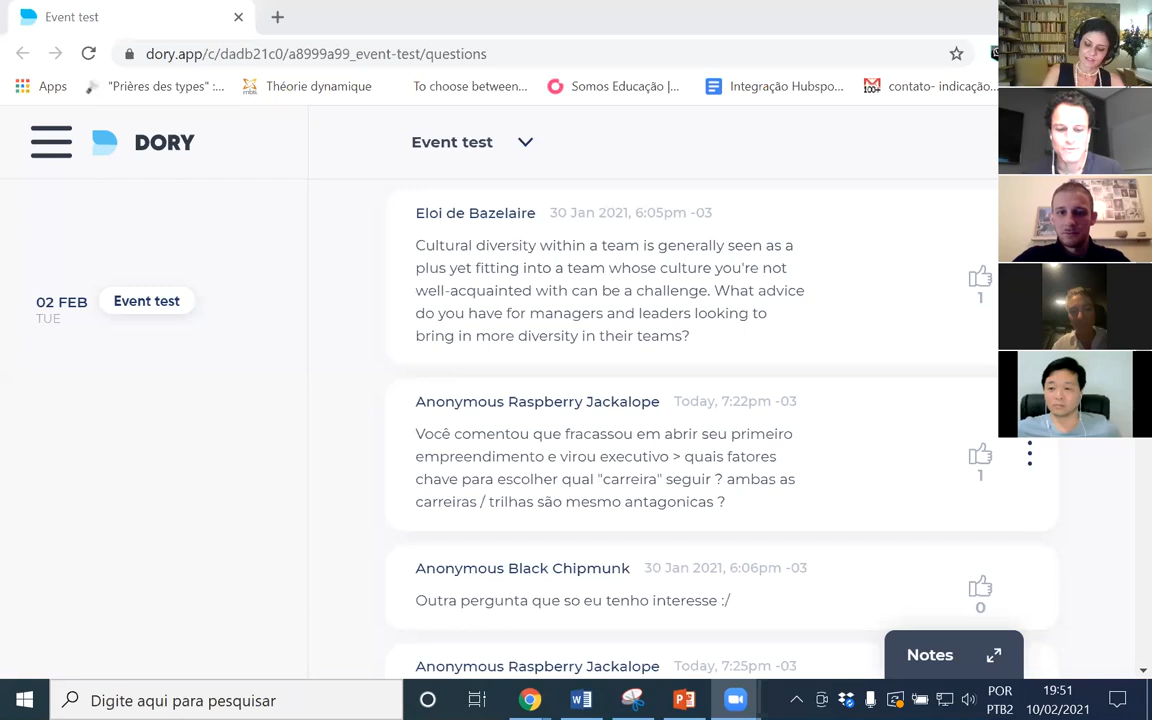 Event test
dory.app/c/dadb21c0/a8999a99_event-test/questions
Apps
"Prières des types" :...
Théorie dynamique
To choose between...
Somos Educação |...
Integração Hubspo...
contato- indicação...
DORY
Event test
Eloi de Bazelaire 30 Jan 2021, 6:05pm -03
Cultural diversity within a team is generally seen as a
plus yet fitting into a team whose culture you're not
well-acquainted with can be a challenge. What advice
do you have for managers and leaders looking to
bring in more diversity in their teams?
1
02 FEB
TUE
Event test
Anonymous Raspberry Jackalope Today, 7:22pm -03
Você comentou que fracassou em abrir seu primeiro
empreendimento e virou executivo > quais fatores
chave para escolher qual "carreira" seguir ? ambas as
carreiras / trilhas são mesmo antagonicas ?
1
Anonymous Black Chipmunk 30 Jan 2021, 6:06pm -03
Outra pergunta que so eu tenho interesse :/
0
Anonymous Raspberry Jackalope Today, 7:25pm -03
Notes
Digite aqui para pesquisar
POR
PTB2
19:51
10/02/2021